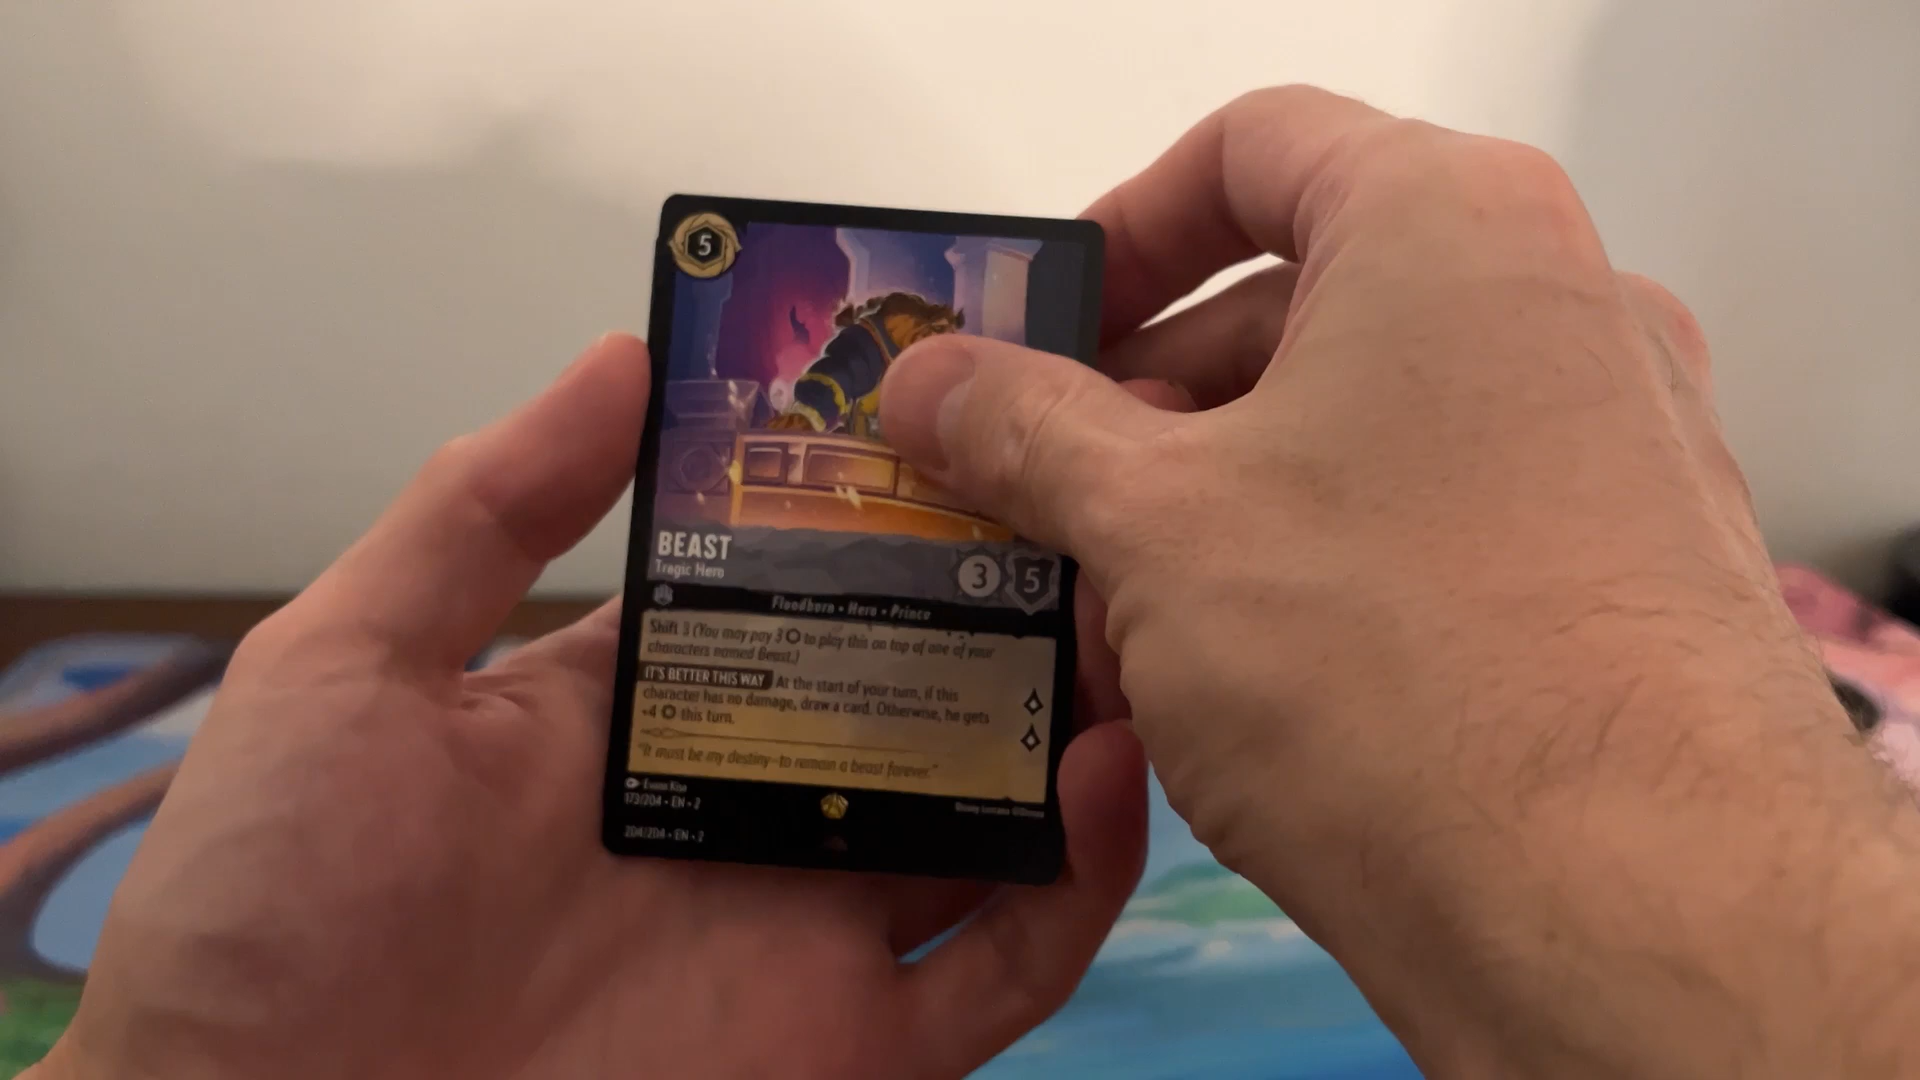 5
BEAST
Tragic Hero
3 5
Floodborn • Hero • Prince
Shift 3 (You may pay 3 to play this on top of one of your
characters named Beast.)
IT'S BETTER THIS WAY At the start of your turn, if this
character has no damage, draw a card. Otherwise, he gets
+4 this turn.
"It must be my destiny–to remain a beast forever."
173/204 • EN • 2
Disney Lorcana ©Disney
204/204 • EN • 2